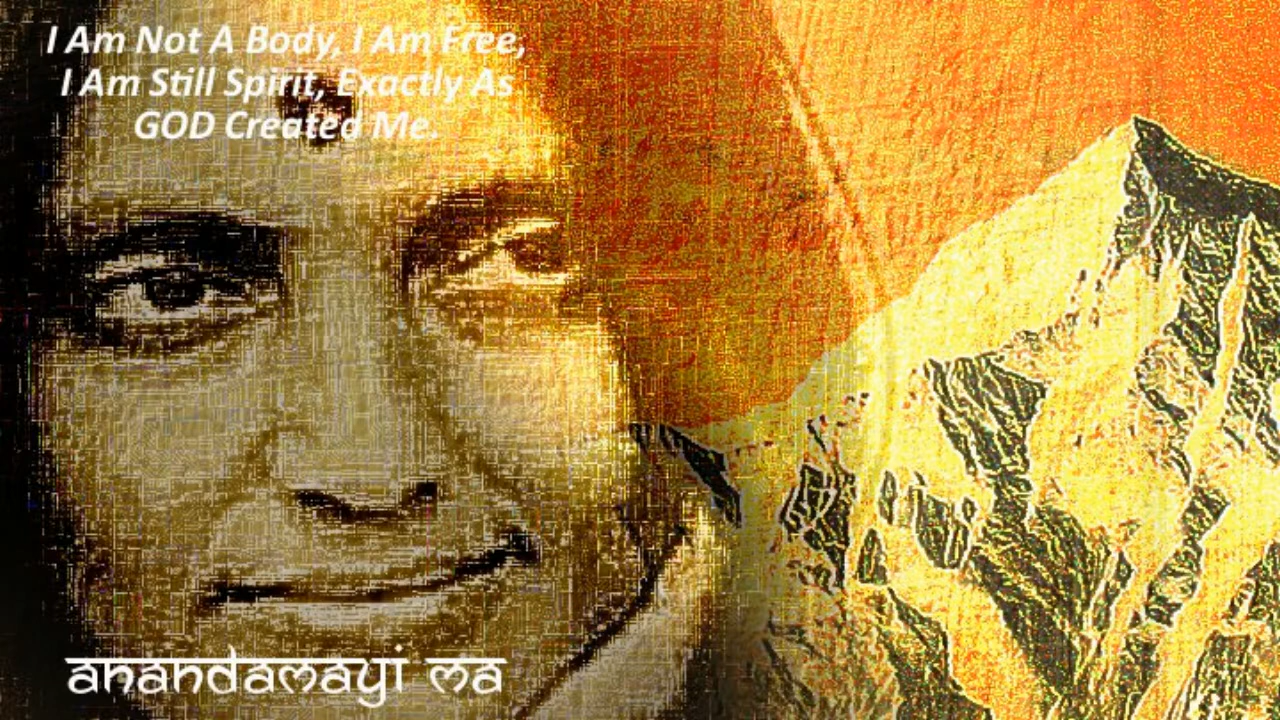 I Am Not A Body, I Am Free,
I Am Still Spirit, Exactly As
GOD Created Me.
anandamayi ma